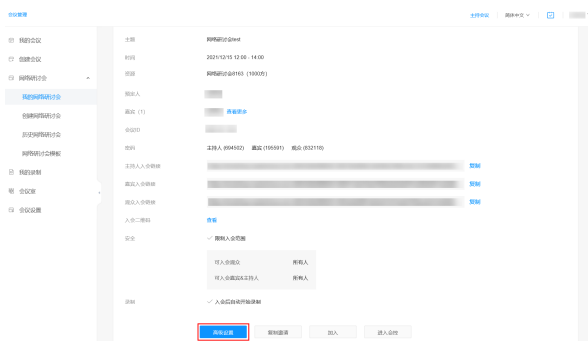 会议管理 主持会议 简体中文
我的会议
创建会议
网络研讨会
我的网络研讨会
创建网络研讨会
历史网络研讨会
网络研讨会模板
我的录制
会议室
会议设置
主题 网络研讨会test
时间 2021/12/15 12:00 - 14:00
资源 网络研讨会8193 (1000方)
预定人
嘉宾 (1) 查看更多
会议ID
密码 主持人 (694502) 嘉宾 (195591) 观众 (832118)
主持人入会链接 复制
嘉宾入会链接 复制
观众入会链接 复制
入会二维码 查看
安全 限制入会范围
可入会观众 所有人
可入会嘉宾&主持人 所有人
录制 入会后自动开始录制
高级设置 复制邀请 加入 进入会控